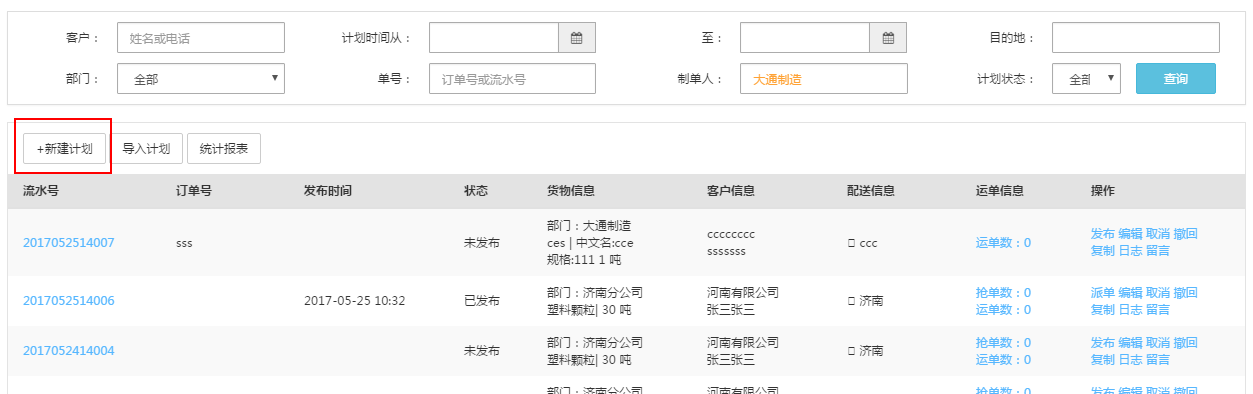 客户： 姓名或电话 计划时间从： 至： 目的地：
部门： 全部 单号： 订单号或流水号 制单人： 大通制造 计划状态： 全部 查询
+新建计划 导入计划 统计报表
流水号 订单号 发布时间 状态 货物信息 客户信息 配送信息 运单信息 操作
2017052514007 sss 未发布
部门：大通制造
ces | 中文名:cce
规格:111 1 吨
cccccccc
sssssss
ccc
运单数：0
发布 编辑 取消 撤回
复制 日志 留言
2017052514006 2017-05-25 10:32 已发布
部门：济南分公司
塑料颗粒| 30 吨
河南有限公司
张三张三
济南
抢单数：0
运单数：0
派单 编辑 取消 撤回
复制 日志 留言
2017052414004 未发布
部门：济南分公司
塑料颗粒| 30 吨
河南有限公司
张三张三
济南
抢单数：0
运单数：0
发布 编辑 取消 撤回
复制 日志 留言
部门：济南分公司 河南有限公司 抢单数：0 发布 编辑 取消 撤回